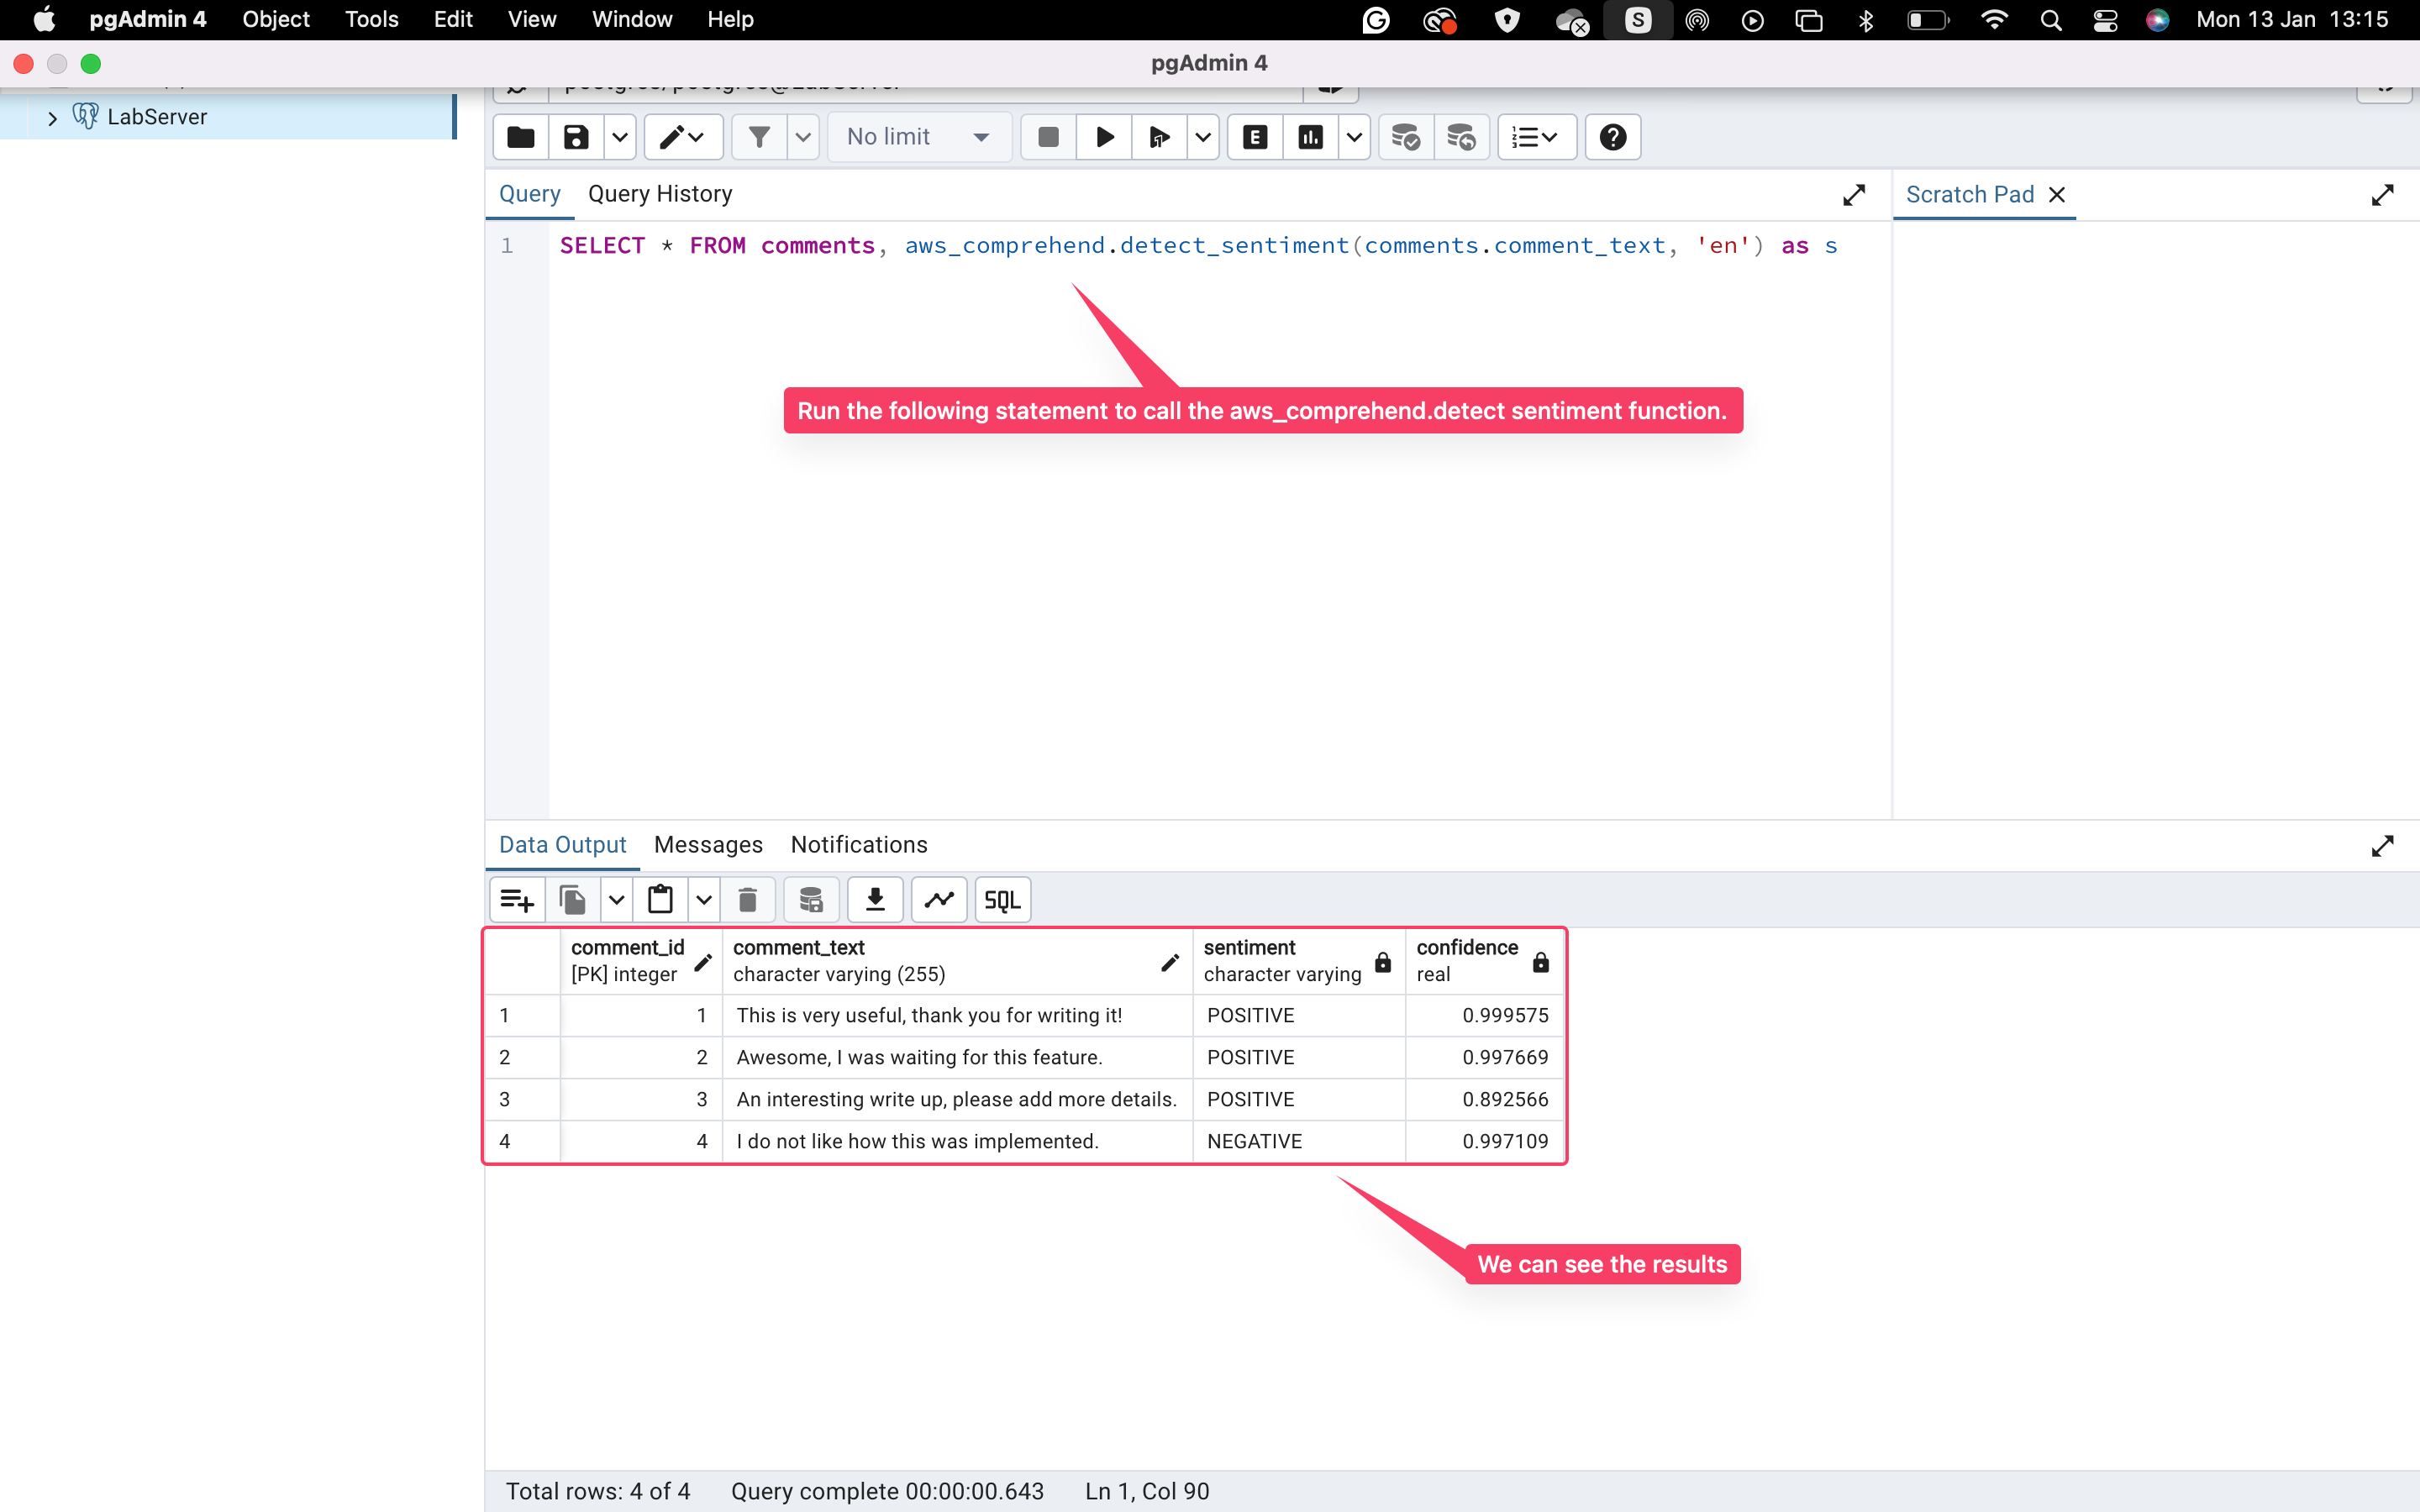 pgAdmin 4 Object Tools Edit View Window Help Mon 13 Jan 13:15
pgAdmin 4
LabServer
No limit
Query Query History
Scratch Pad
1 SELECT * FROM comments, aws_comprehend.detect_sentiment(comments.comment_text, 'en') as s
Run the following statement to call the aws_comprehend.detect sentiment function.
Data Output Messages Notifications
SQL
comment_id comment_text sentiment confidence
[PK] integer character varying (255) character varying real
1 1 This is very useful, thank you for writing it! POSITIVE 0.999575
2 2 Awesome, I was waiting for this feature. POSITIVE 0.997669
3 3 An interesting write up, please add more details. POSITIVE 0.892566
4 4 I do not like how this was implemented. NEGATIVE 0.997109
We can see the results
Total rows: 4 of 4 Query complete 00:00:00.643 Ln 1, Col 90